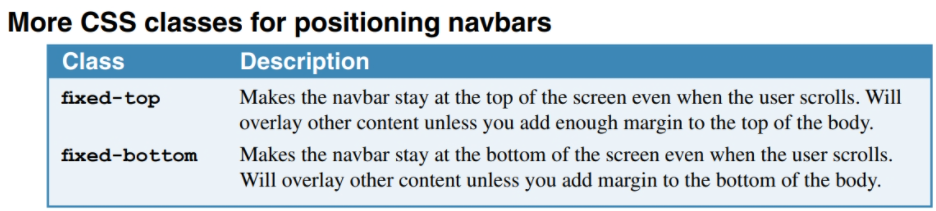 More CSS classes for positioning navbars
Class Description
fixed-top Makes the navbar stay at the top of the screen even when the user scrolls. Will
overlay other content unless you add enough margin to the top of the body.
fixed-bottom Makes the navbar stay at the bottom of the screen even when the user scrolls.
Will overlay other content unless you add margin to the bottom of the body.